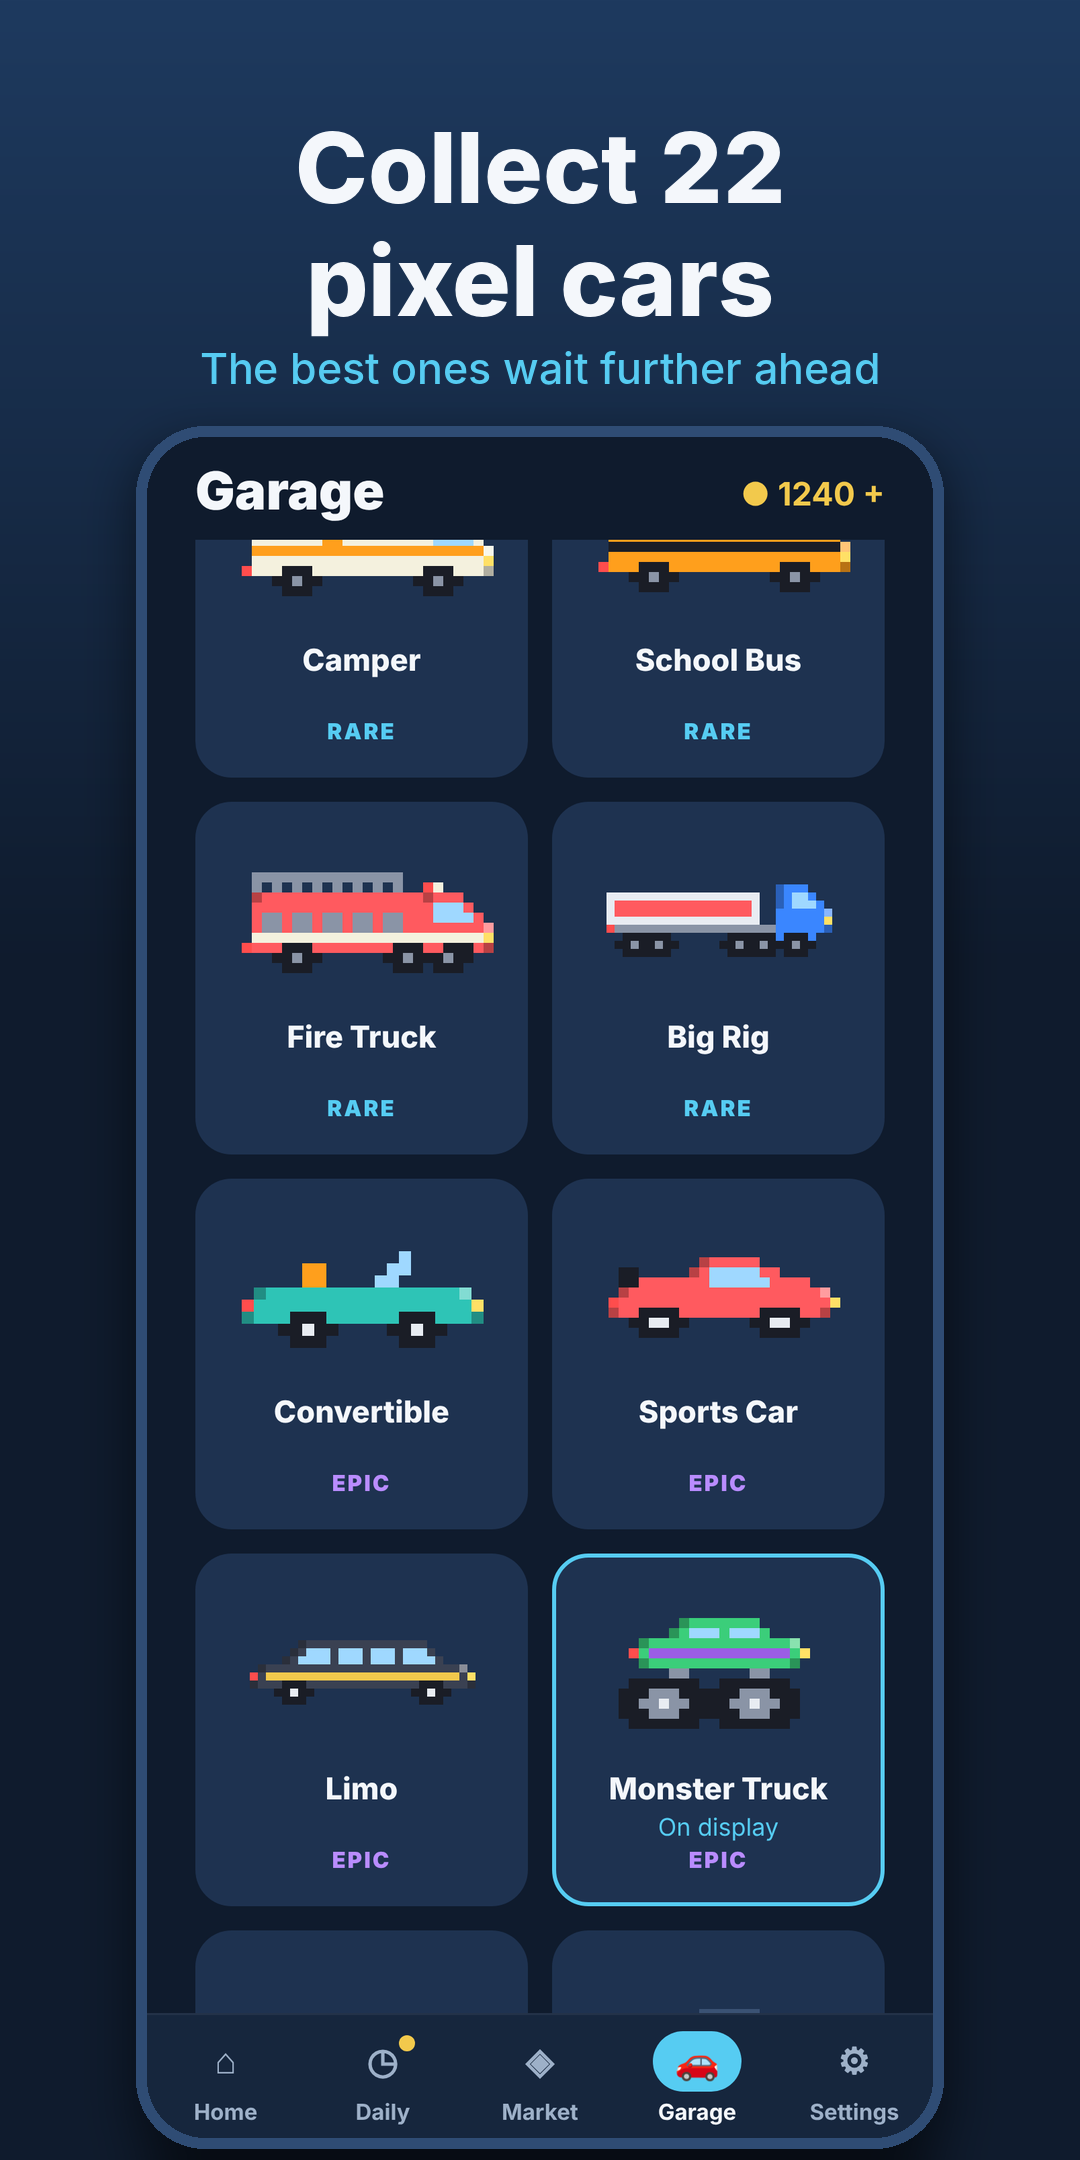 Collect 22
pixel cars
The best ones wait further ahead
Garage
1240 +
Camper
School Bus
RARE
RARE
Fire Truck
Big Rig
RARE
RARE
Convertible
Sports Car
EPIC
EPIC
Limo
Monster Truck
On display
EPIC
EPIC
Home
Daily
Market
Garage
Settings